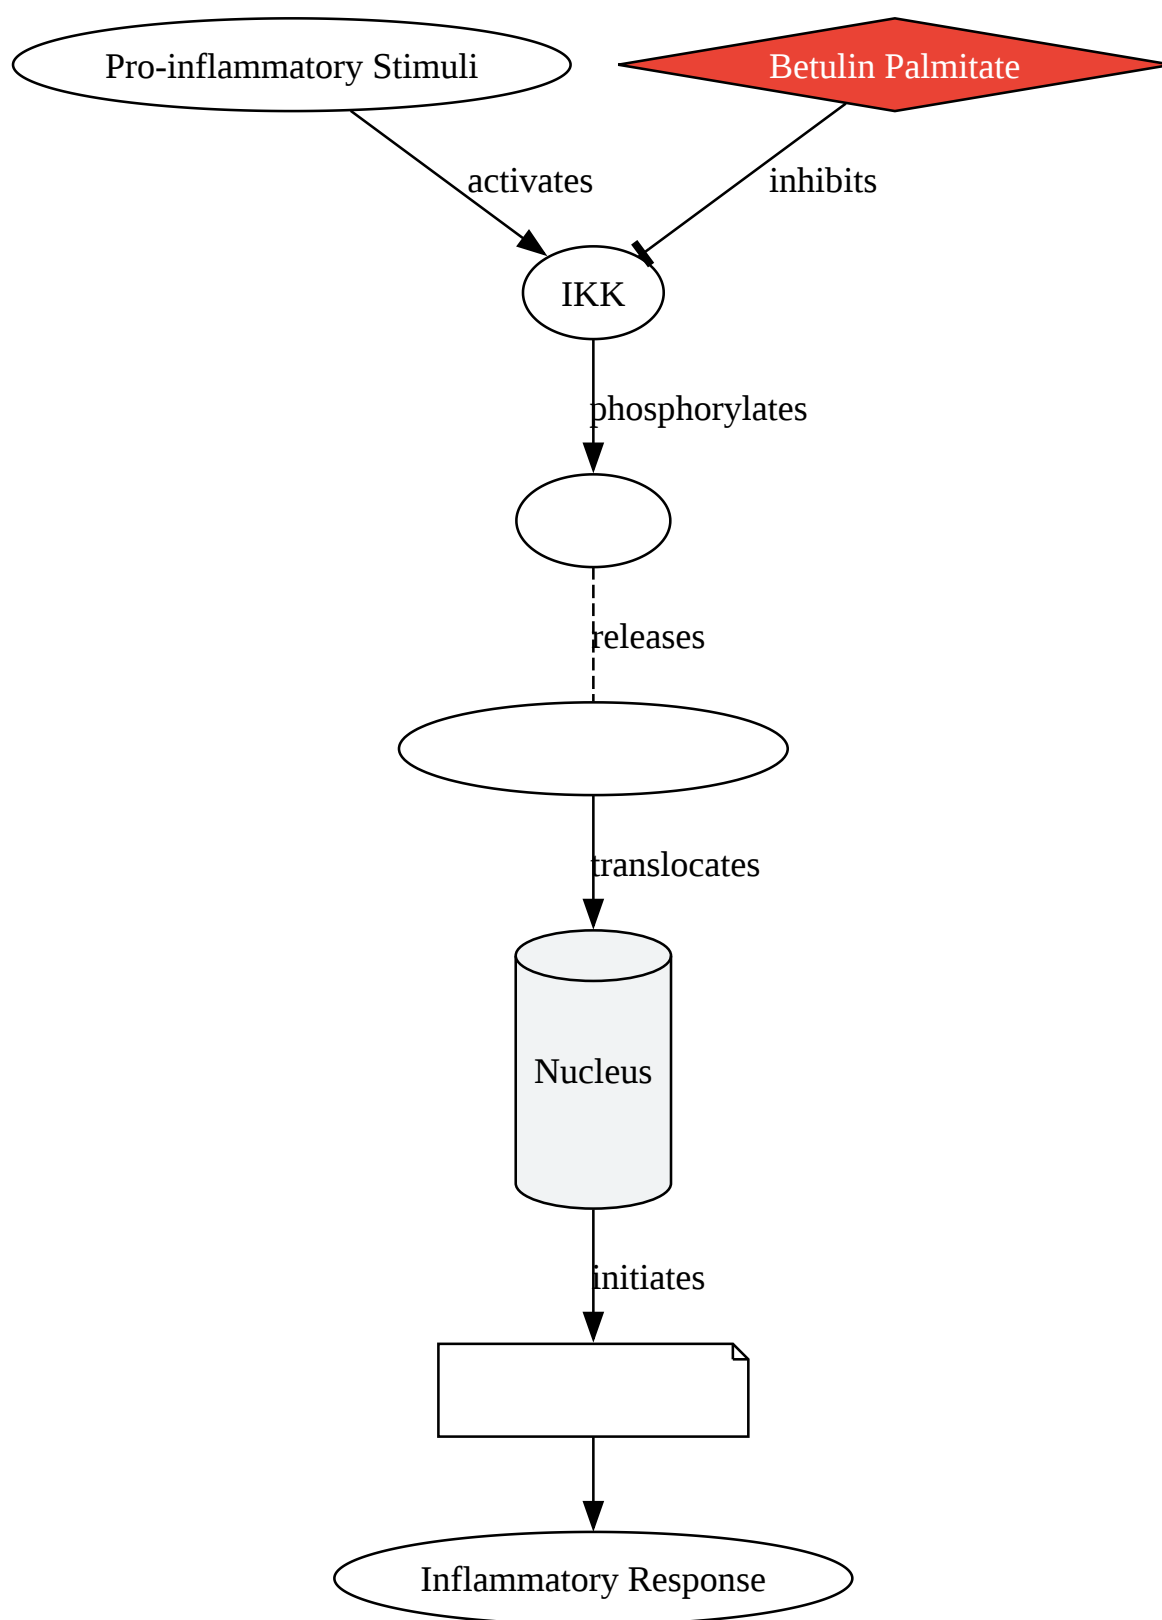 Pro-inflammatory Stimuli
Betulin Palmitate
activates
inhibits
IKK
phosphorylates
releases
translocates
Nucleus
initiates
Inflammatory Response